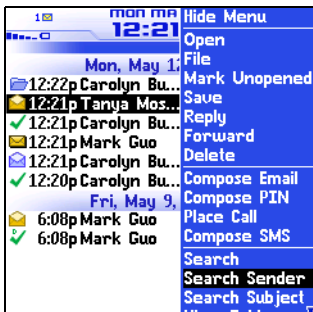 1
mon ma
12:21
Mon, May 12
12:22p Carolyn Bu...
12:21p Tanya Mos...
12:21p Carolyn Bu...
12:21p Mark Guo
12:21p Carolyn Bu...
12:20p Carolyn Bu...
Fri, May 9,
6:08p Mark Guo
6:08p Mark Guo
Hide Menu
Open
File
Mark Unopened
Save
Reply
Forward
Delete
Compose Email
Compose PIN
Place Call
Compose SMS
Search
Search Sender
Search Subject